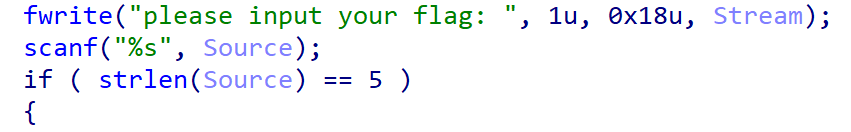 fwrite("please input your flag: ", 1u, 0x18u, Stream);
scanf("%s", Source);
if ( strlen(Source) == 5 )
{